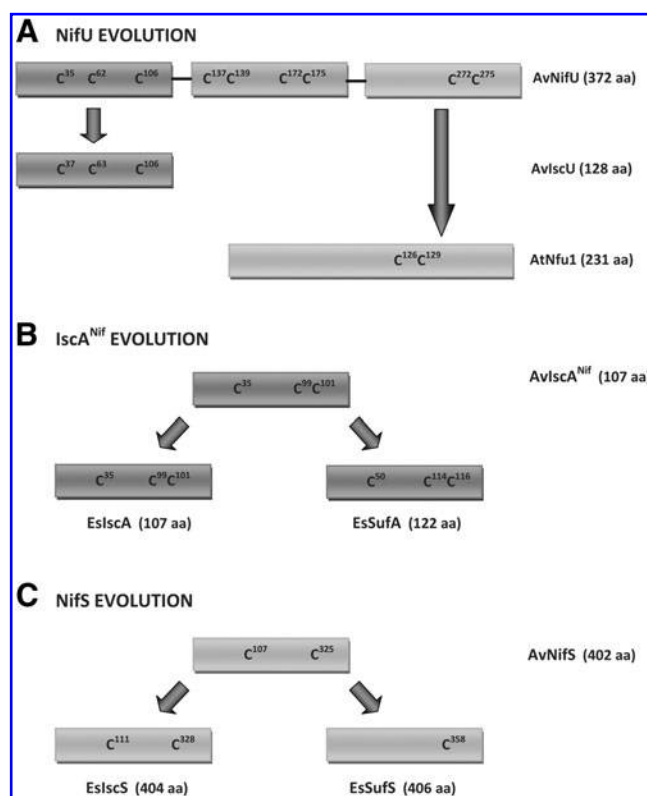 A NifU EVOLUTION
C³⁵ C⁶² C¹⁰⁶ C¹³⁷C¹³⁹ C¹⁷²C¹⁷⁵ C²⁷²C²⁷⁵ AvNifU (372 aa)
C³⁷ C⁶³ C¹⁰⁶ AvIscU (128 aa)
C¹²⁶C¹²⁹ AtNfu1 (231 aa)
B IscAᴺⁱᶠ EVOLUTION
C³⁵ C⁹⁹C¹⁰¹ AvIscAᴺⁱᶠ (107 aa)
C³⁵ C⁹⁹C¹⁰¹ C⁵⁰ C¹¹⁴C¹¹⁶
EsIscA (107 aa) EsSufA (122 aa)
C NifS EVOLUTION
C¹⁰⁷ C³²⁵ AvNifS (402 aa)
C¹¹¹ C³²⁸ C³⁵⁸
EsIscS (404 aa) EsSufS (406 aa)